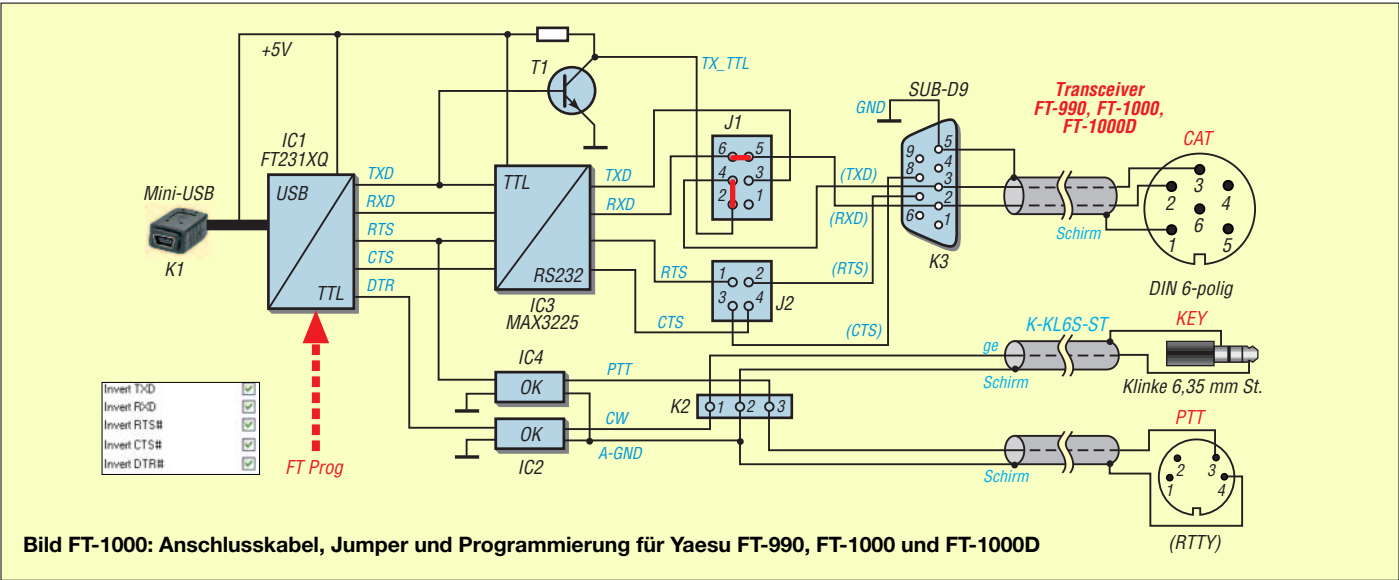 +5V
T1
TX_TTL
SUB-D9
GND
Transceiver
FT-990, FT-1000,
FT-1000D
CAT
IC1
FT231XQ
J1
6 5
4 3
2 1
9
8
6
5
4
3
2
1
K3
Mini-USB
K1
USB
TTL
TXD
RXD
RTS
CTS
DTR
TTL
RS232
IC3
MAX3225
TXD
RXD
RTS
CTS
1 2
3 4
J2
(TXD)
(RXD)
(RTS)
(CTS)
Schirm
3
2 4
6
1 5
DIN 6-polig
K-KL6S-ST
KEY
ge
Schirm
Klinke 6,35 mm St.
IC4
OK
PTT
K2 1 2 3
CW
OK
IC2
A-GND
Invert TXD
Invert RXD
Invert RTS#
Invert CTS#
Invert DTR#
FT Prog
Schirm
PTT
2 3
1 4
(RTTY)
Bild FT-1000: Anschlusskabel, Jumper und Programmierung für Yaesu FT-990, FT-1000 und FT-1000D